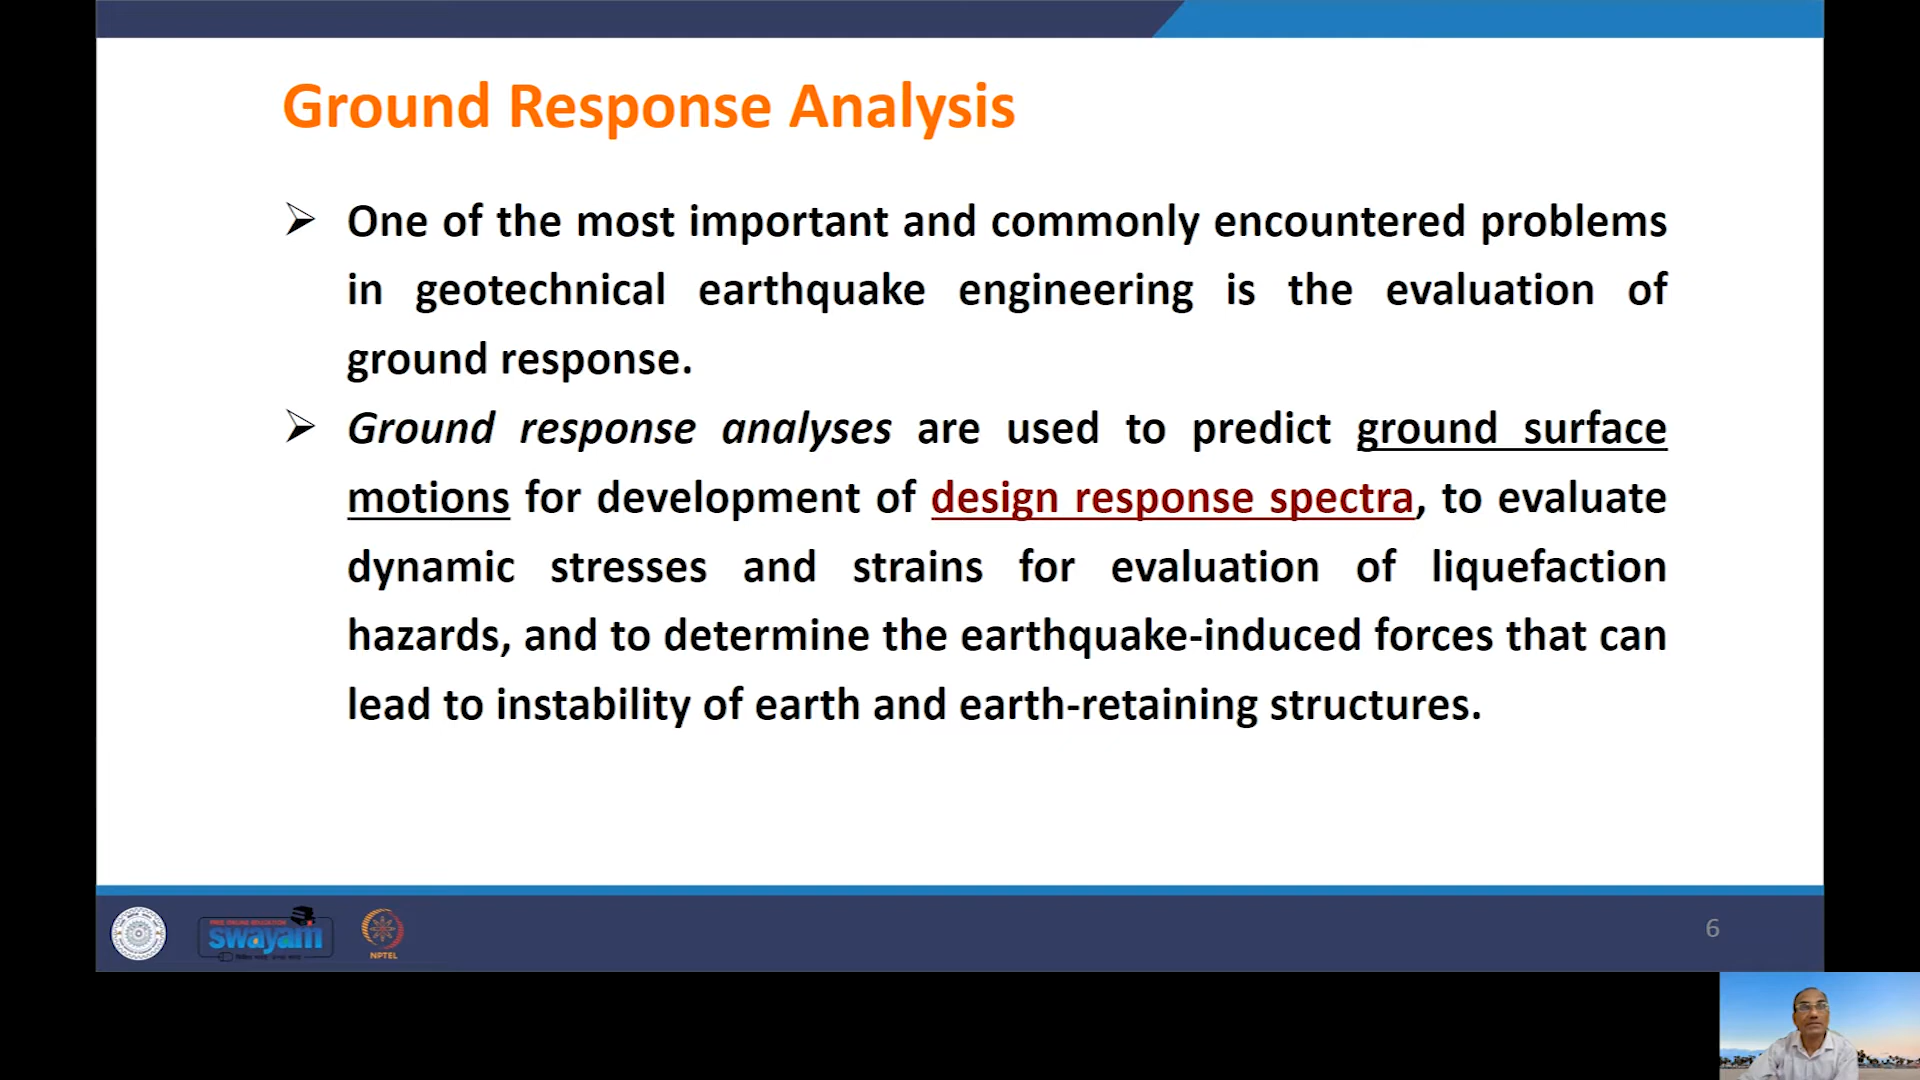 Ground Response Analysis
One of the most important and commonly encountered problems
in geotechnical earthquake engineering is the evaluation of
ground response.
Ground response analyses are used to predict ground surface
motions for development of design response spectra, to evaluate
dynamic stresses and strains for evaluation of liquefaction
hazards, and to determine the earthquake-induced forces that can
lead to instability of earth and earth-retaining structures.
FREE ONLINE EDUCATION
swayam
NPTEL
6